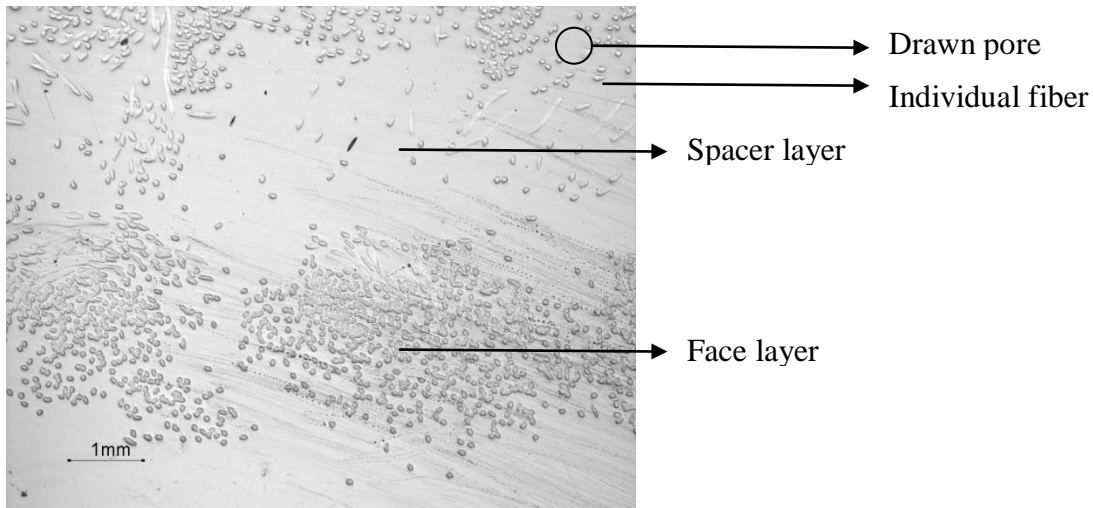 Drawn pore
Individual fiber
Spacer layer
Face layer
1mm